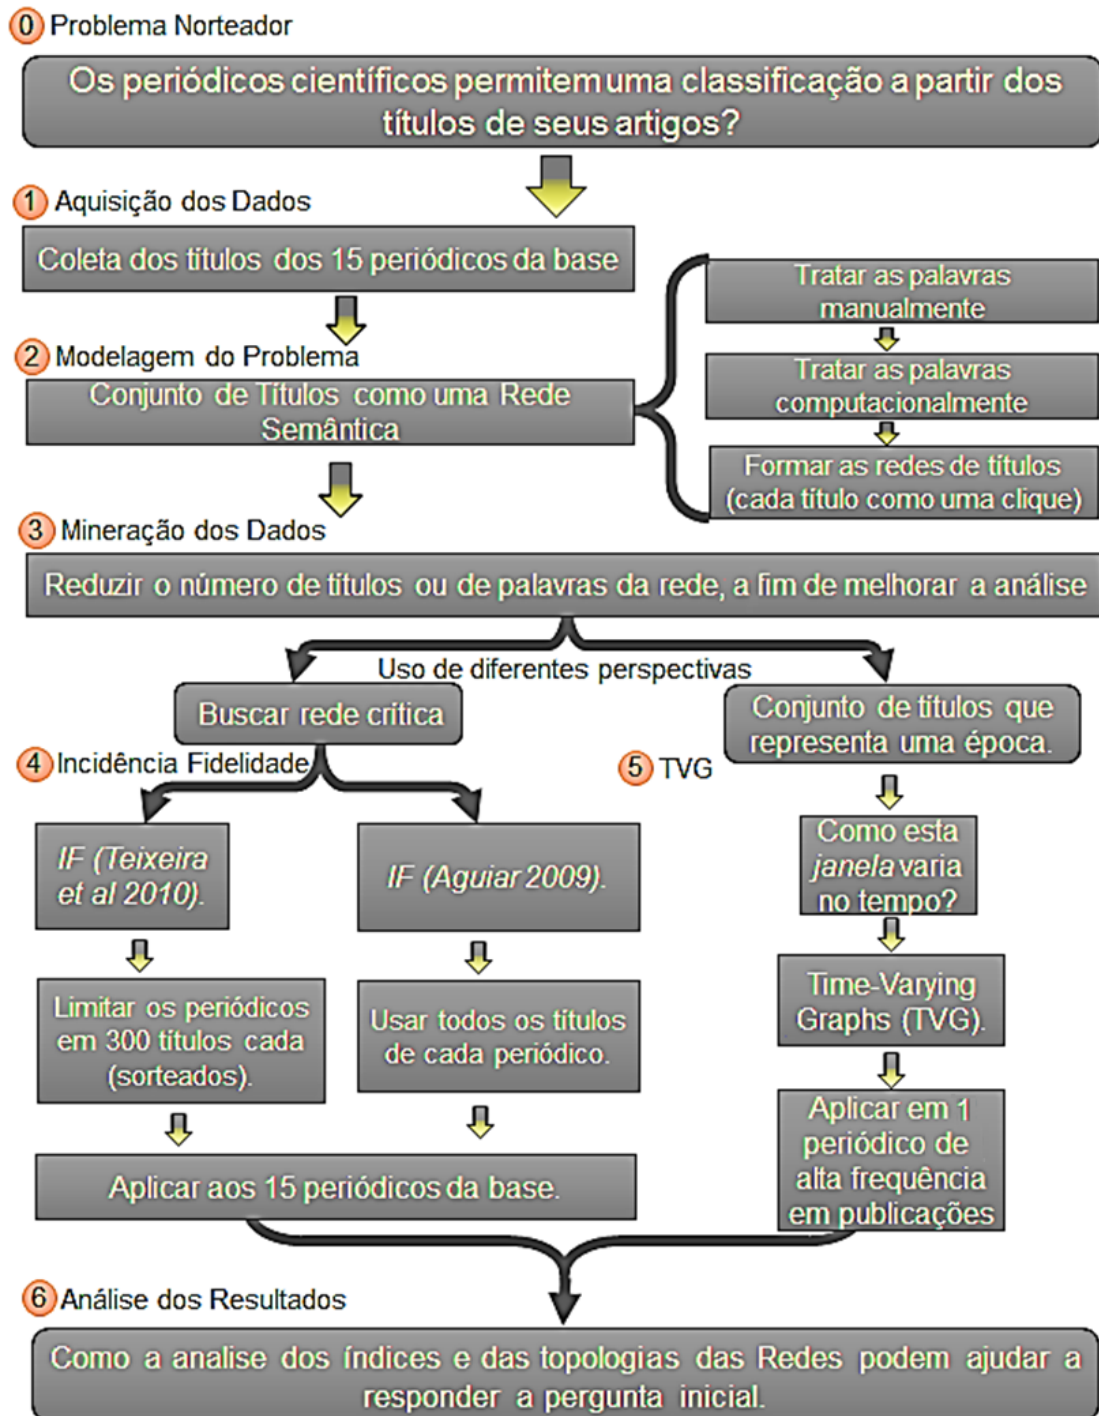 0 Problema Norteador
Os periódicos científicos permitem uma classificação a partir dos
títulos de seus artigos?
1 Aquisição dos Dados
Coleta dos títulos dos 15 periódicos da base
2 Modelagem do Problema
Conjunto de Títulos como uma Rede
Semântica
Tratar as palavras
manualmente
Tratar as palavras
computacionalmente
Formar as redes de títulos
(cada título como uma clique)
3 Mineração dos Dados
Reduzir o número de títulos ou de palavras da rede, a fim de melhorar a análise
Uso de diferentes perspectivas
Buscar rede crítica
Conjunto de títulos que
representa uma época.
4 Incidência Fidelidade
IF (Teixeira
et al 2010).
IF (Aguiar 2009).
Limitar os periódicos
em 300 títulos cada
(sorteados).
Usar todos os títulos
de cada periódico.
Aplicar aos 15 periódicos da base.
5 TVG
Como esta
janela varia
no tempo?
Time-Varying
Graphs (TVG).
Aplicar em 1
periódico de
alta frequência
em publicações
6 Análise dos Resultados
Como a analise dos índices e das topologias das Redes podem ajudar a
responder a pergunta inicial.